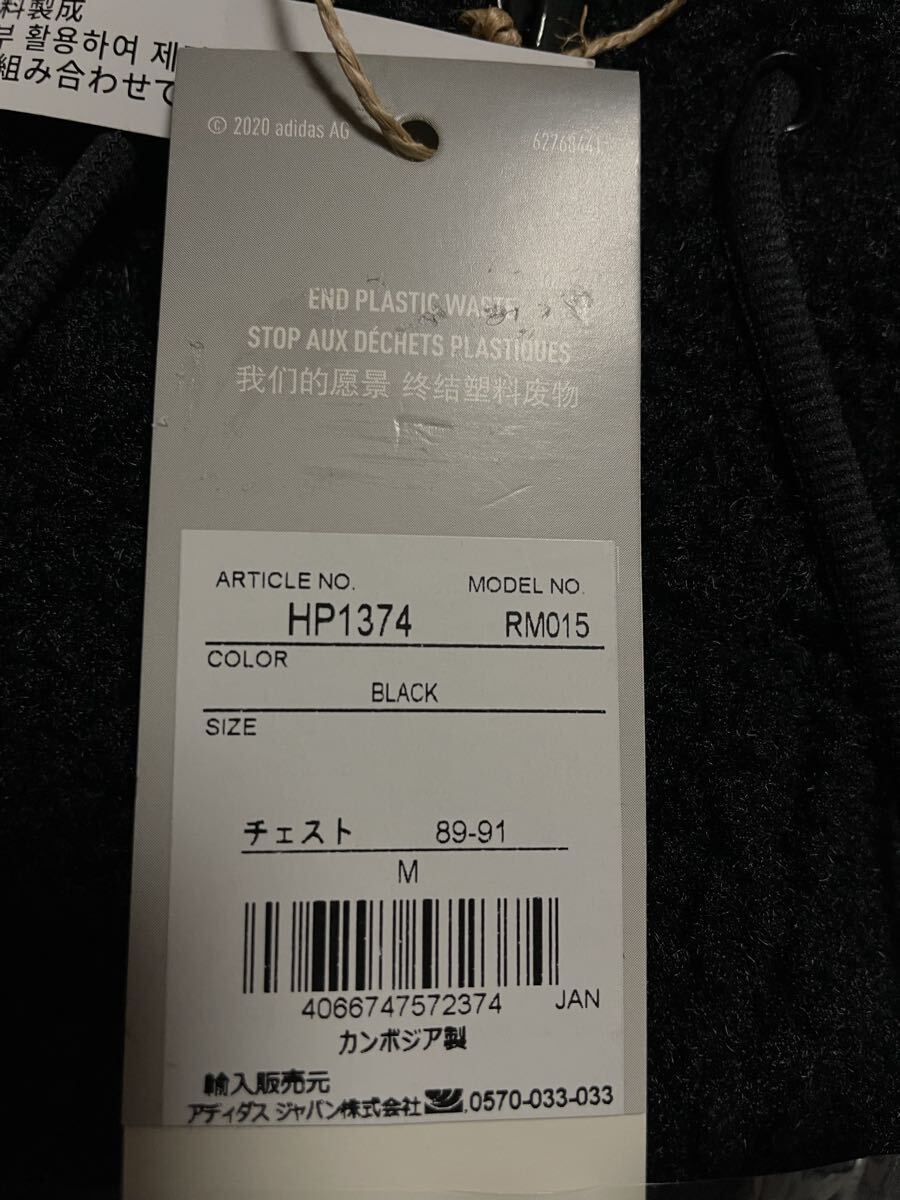 料製成
활용하여
組み合わせて
© 2020 adidas AG
END PLASTIC WASTE
STOP AUX DÉCHETS PLASTIQUES
我们的愿景 终结塑料废物
ARTICLE NO. MODEL NO.
HP1374 RM015
COLOR
BLACK
SIZE
チェスト 89-91
M
4066747572374 JAN
カンボジア製
輸入販売元
アディダス ジャパン株式会社 0570-033-033